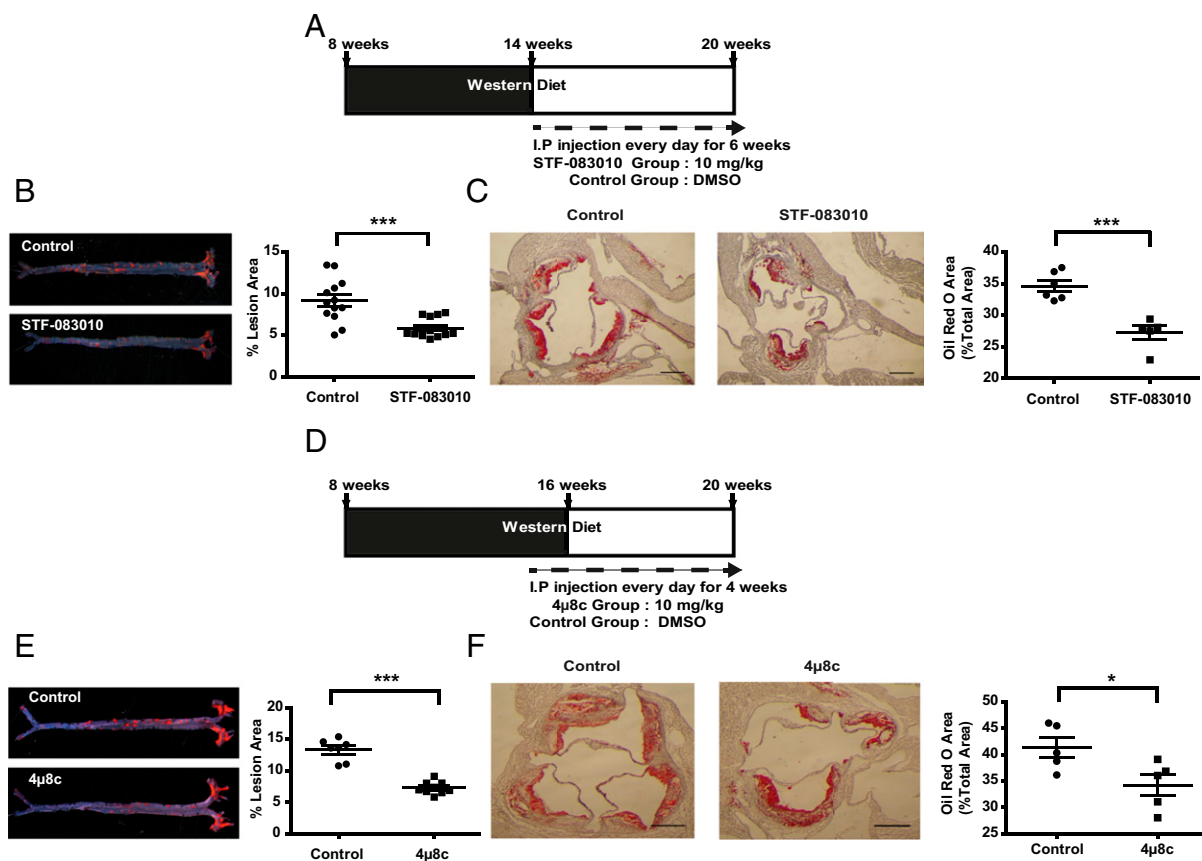 A
8 weeks 14 weeks 20 weeks
Western Diet
I.P injection every day for 6 weeks
STF-083010 Group : 10 mg/kg
Control Group : DMSO
B
Control
STF-083010
% Lesion Area
15
10
5
0
***
Control STF-083010
C
Control STF-083010
Oil Red O Area
(%Total Area)
40
35
30
25
20
***
Control STF-083010
D
8 weeks 16 weeks 20 weeks
Western Diet
I.P injection every day for 4 weeks
4µ8c Group : 10 mg/kg
Control Group : DMSO
E
Control
4µ8c
% Lesion Area
20
15
10
5
0
***
Control 4µ8c
F
Control 4µ8c
Oil Red O Area
(%Total Area)
50
45
40
35
30
25
*
Control 4µ8c